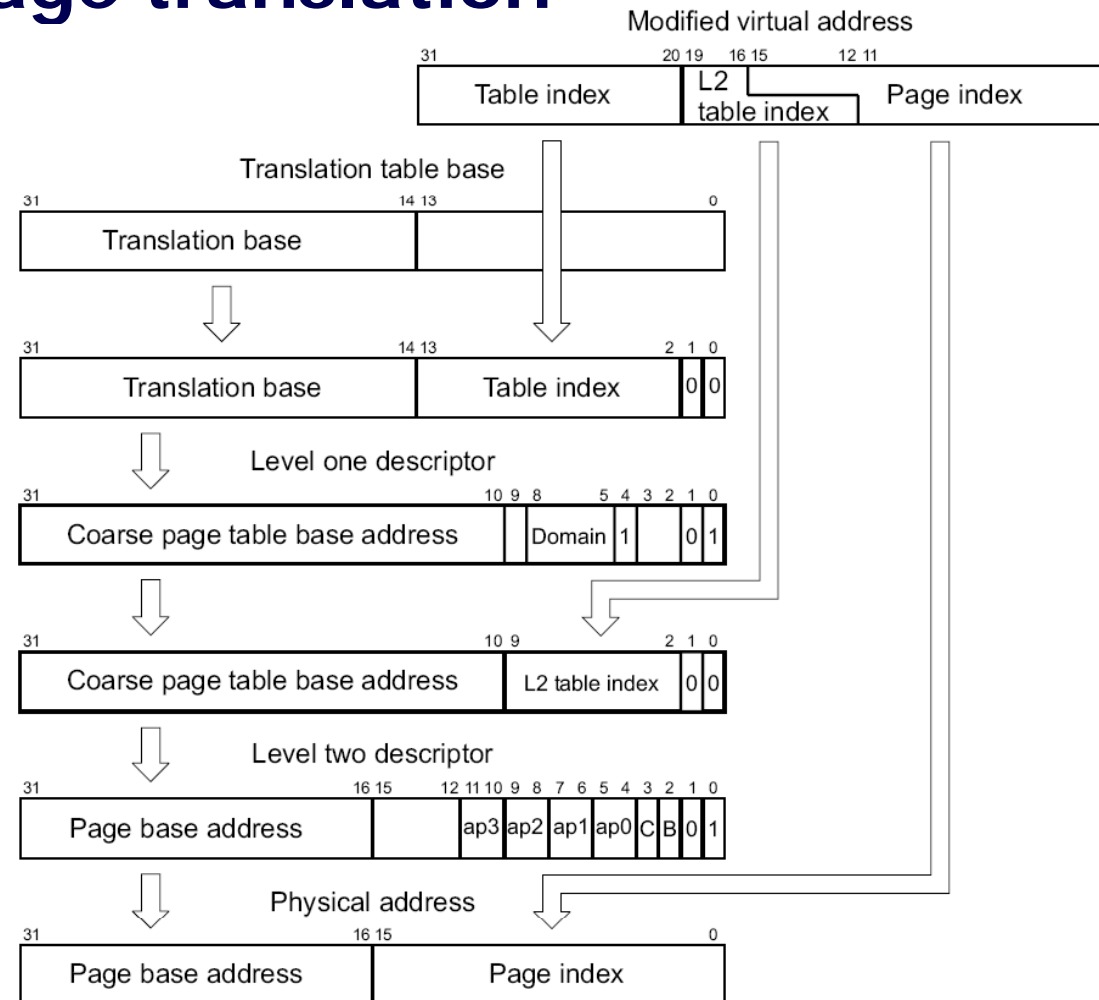 age translation
Modified virtual address
31 20 19 16 15 12 11
Table index L2 table index Page index
Translation table base
31 14 13 0
Translation base
31 14 13 2 1 0
Translation base Table index 0 0
Level one descriptor
31 10 9 8 5 4 3 2 1 0
Coarse page table base address Domain 1 0 1
31 10 9 2 1 0
Coarse page table base address L2 table index 0 0
Level two descriptor
31 16 15 12 11 10 9 8 7 6 5 4 3 2 1 0
Page base address ap3 ap2 ap1 ap0 C B 0 1
Physical address
31 16 15 0
Page base address Page index